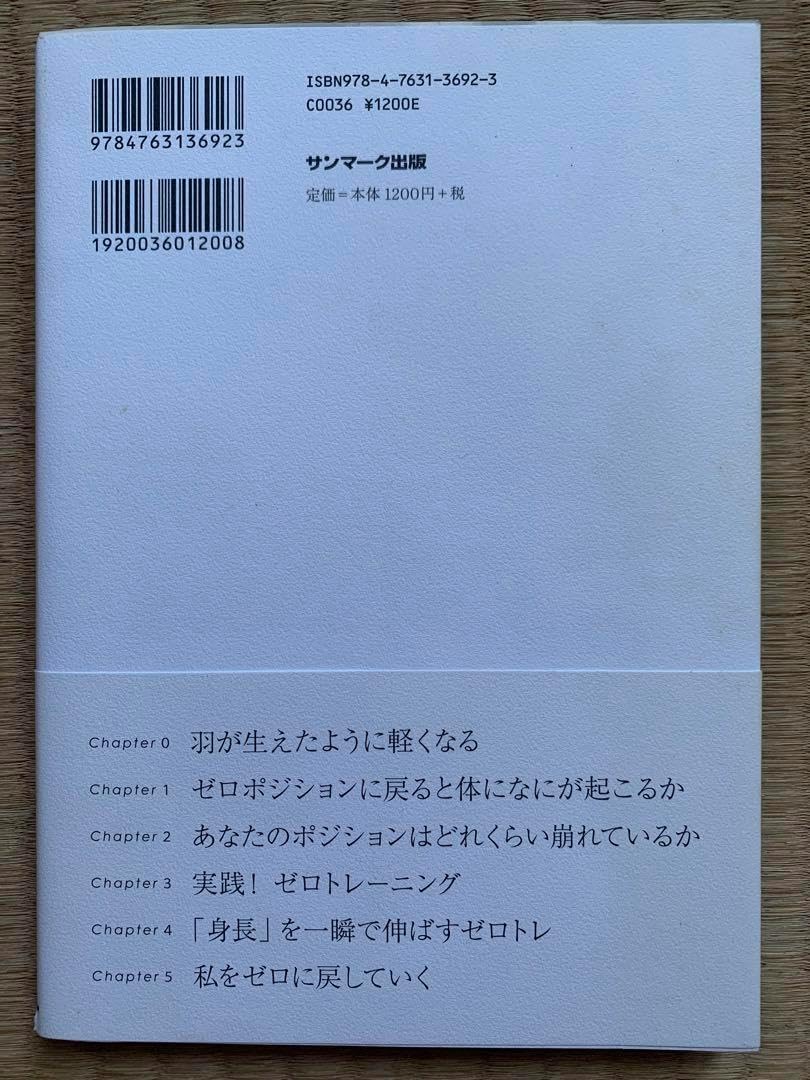 ISBN978-4-7631-3692-3
C0036 ¥1200E
9784763136923
サンマーク出版
定価=本体1200円+税
1920036012008
Chapter 0 羽が生えたように軽くなる
Chapter 1 ゼロポジションに戻ると体になにが起こるか
Chapter 2 あなたのポジションはどれくらい崩れているか
Chapter 3 実践! ゼロトレーニング
Chapter 4 「身長」を一瞬で伸ばすゼロトレ
Chapter 5 私をゼロに戻していく